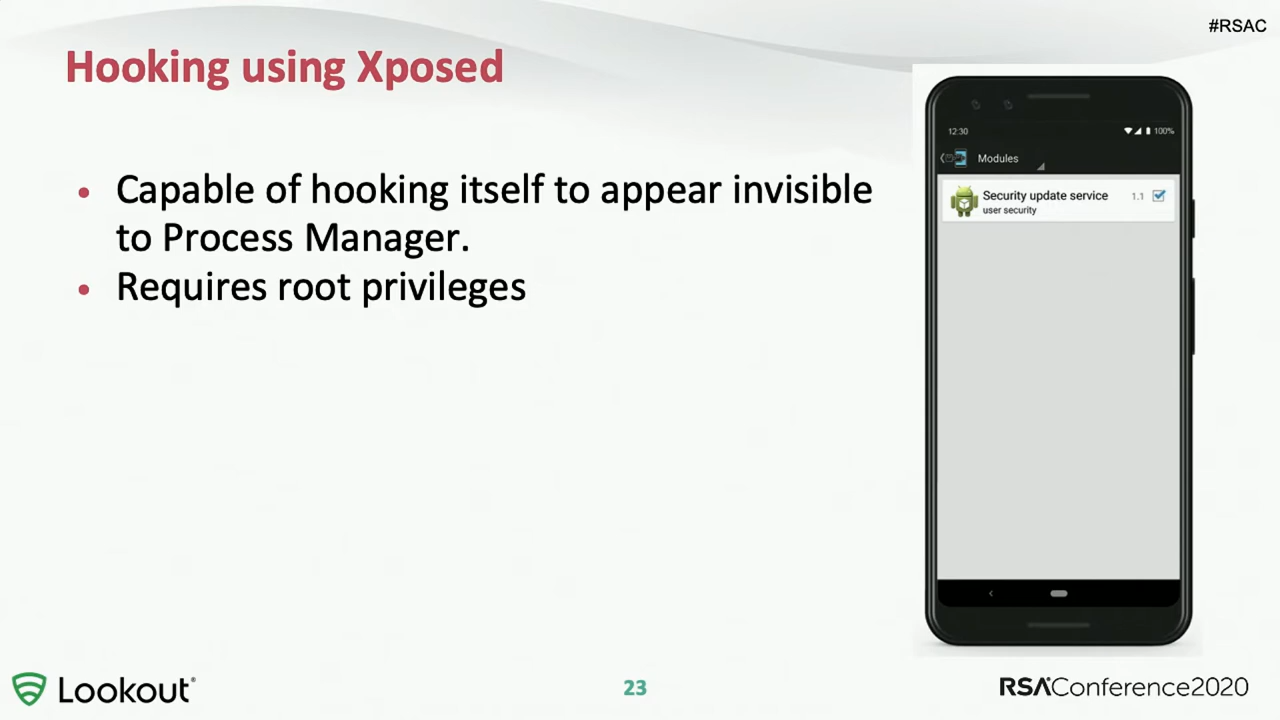 #RSAC
Hooking using Xposed
• Capable of hooking itself to appear invisible
to Process Manager.
• Requires root privileges
12:30
100%
Modules
Security update service 1.1
user security
Lookout®
23
RSAConference2020